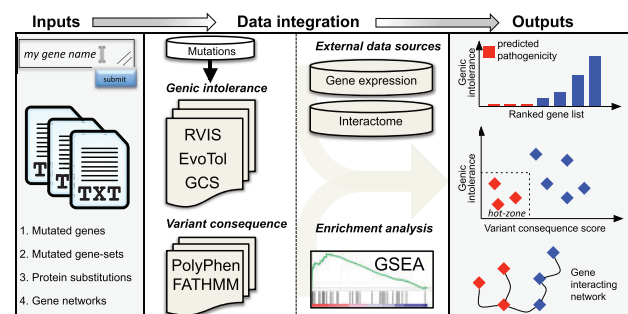 Inputs
Data integration
Outputs
my gene name
submit
TXT
1. Mutated genes
2. Mutated gene-sets
3. Protein substitutions
4. Gene networks
Mutations
Genic intolerance
RVIS
EvoTol
GCS
Variant consequence
PolyPhen
FATHMM
External data sources
Gene expression
Interactome
Enrichment analysis
GSEA
Genic
intolerance
predicted
pathogenicity
Ranked gene list
Genic
intolerance
hot-zone
Variant consequence score
Gene
interacting
network